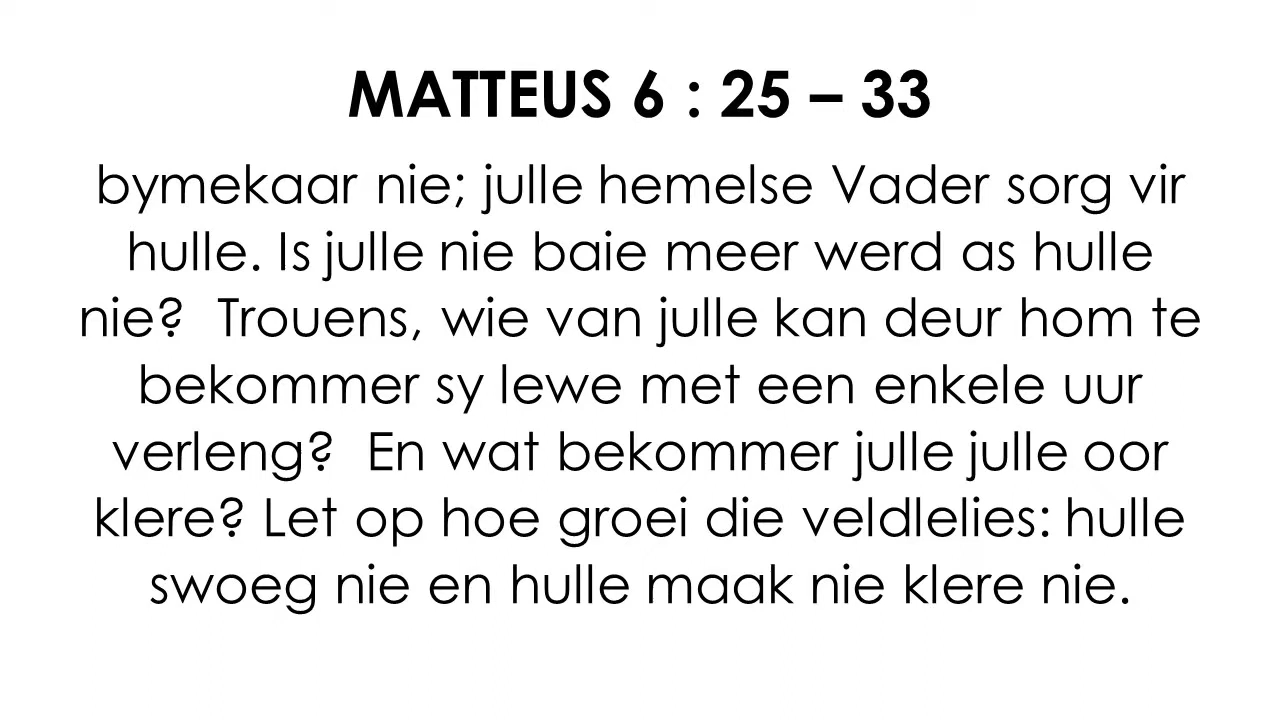 MATTEUS 6 : 25 – 33
bymekaar nie; julle hemelse Vader sorg vir
hulle. Is julle nie baie meer werd as hulle
nie?  Trouens, wie van julle kan deur hom te
bekommer sy lewe met een enkele uur
verleng?  En wat bekommer julle julle oor
klere? Let op hoe groei die veldlelies: hulle
swoeg nie en hulle maak nie klere nie.